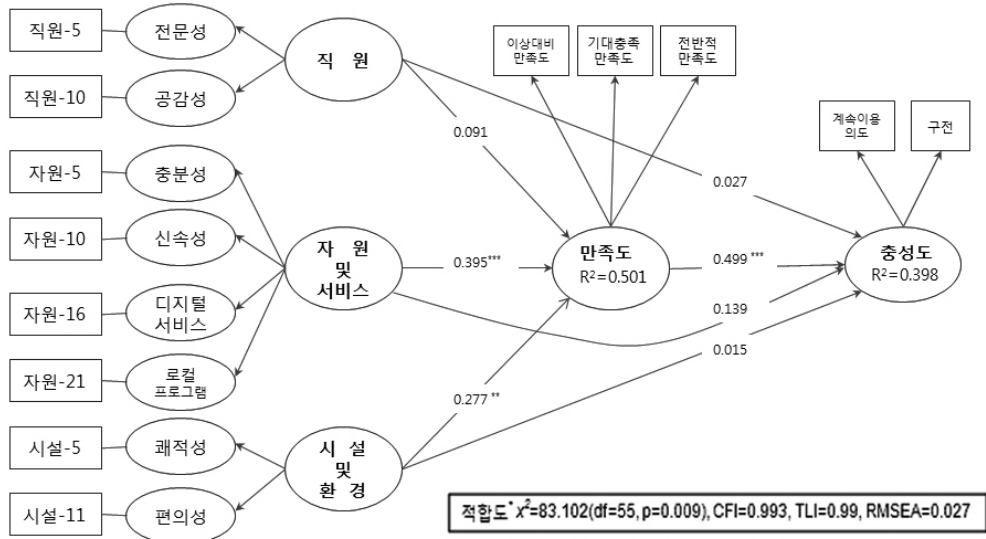 직원-5
전문성
직 원
직원-10
공감성
이상대비
만족도
기대충족
만족도
전반적
만족도
계속이용
의도
구전
0.091
0.027
자원-5
충분성
자원-10
신속성
자원-16
디지털
서비스
자원-21
로컬
프로그램
자 원
및
서비스
0.395***
만족도
R²=0.501
0.499 ***
충성도
R²=0.398
0.139
0.015
0.277 **
시설-5
쾌적성
시설-11
편의성
시 설
및
환 경
적합도* x²=83.102(df=55, p=0.009), CFI=0.993, TLI=0.99, RMSEA=0.027